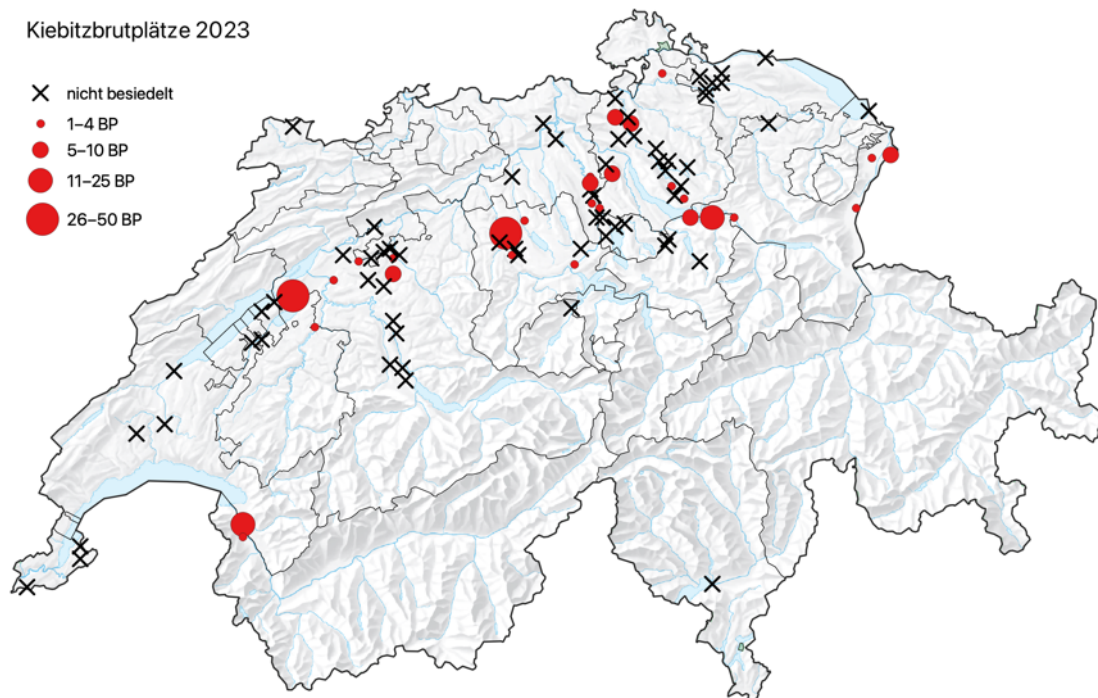 Kiebitzbrutplätze 2023
nicht besiedelt
1–4 BP
5–10 BP
11–25 BP
26–50 BP